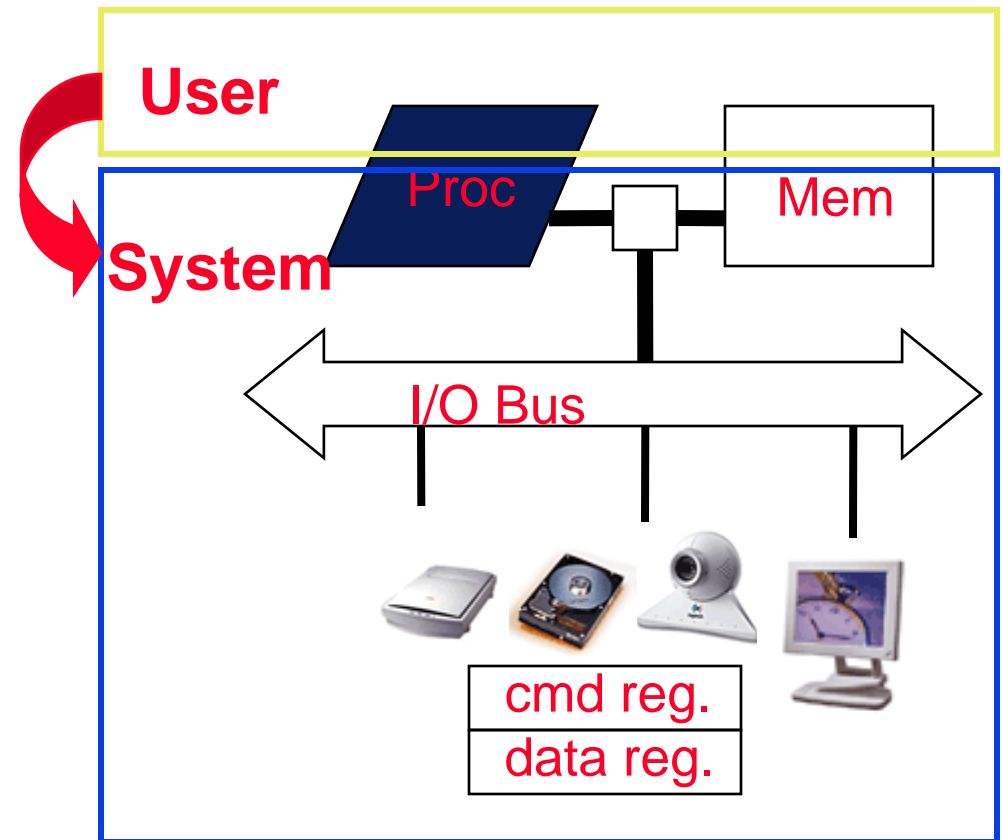 User
Proc
Mem
System
I/O Bus
cmd reg.
data reg.